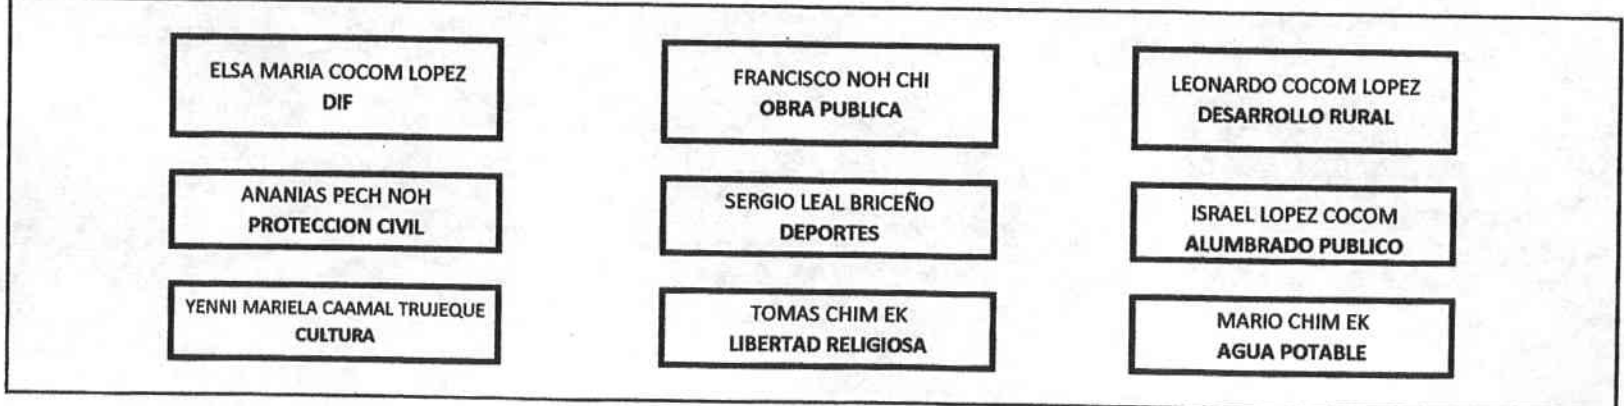 ELSA MARIA COCOM LOPEZ
DIF
FRANCISCO NOH CHI
OBRA PUBLICA
LEONARDO COCOM LOPEZ
DESARROLLO RURAL
ANANIAS PECH NOH
PROTECCION CIVIL
SERGIO LEAL BRICEÑO
DEPORTES
ISRAEL LOPEZ COCOM
ALUMBRADO PUBLICO
YENNI MARIELA CAAMAL TRUJEQUE
CULTURA
TOMAS CHIM EK
LIBERTAD RELIGIOSA
MARIO CHIM EK
AGUA POTABLE